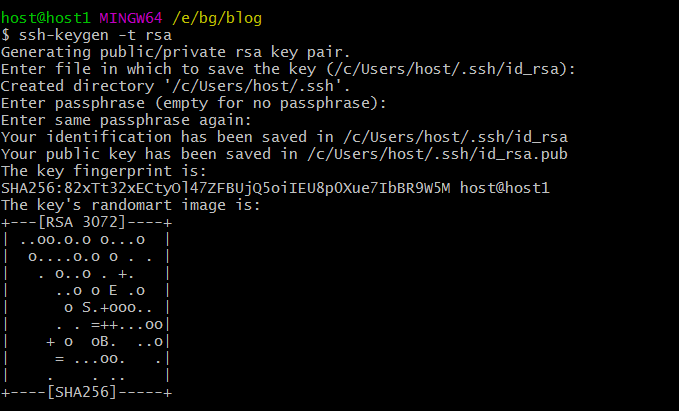 host@host1 MINGW64 /e/bg/blog
$ ssh-keygen -t rsa
Generating public/private rsa key pair.
Enter file in which to save the key (/c/Users/host/.ssh/id_rsa):
Created directory '/c/Users/host/.ssh'.
Enter passphrase (empty for no passphrase):
Enter same passphrase again:
Your identification has been saved in /c/Users/host/.ssh/id_rsa
Your public key has been saved in /c/Users/host/.ssh/id_rsa.pub
The key fingerprint is:
SHA256:82xTt32xECtyOl47ZFBUjQ5oiIEU8pOXue7IbBR9W5M host@host1
The key's randomart image is:
+---[RSA 3072]----+
| ..oo.o.o o...o  |
|  o....o.o o . . |
|   . o..o . +.   |
|     ..o o E .o  |
|      o S.+ooo.. |
|     . . =++...oo|
|    + o  oB.  ..o|
|     = ...oo.   .|
|    .    . ..    |
+----[SHA256]-----+